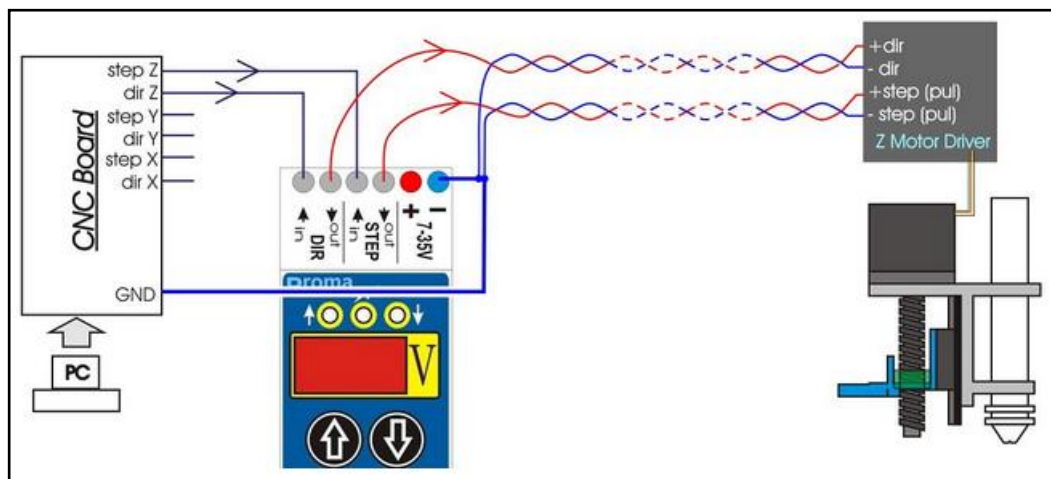 step Z
dir Z
step Y
dir Y
step X
dir X
CNC Board
GND
PC
+dir
- dir
+step (pul)
- step (pul)
Z Motor Driver
in
out
in
out
+
−
DIR
STEP
7-35V
Proma
V